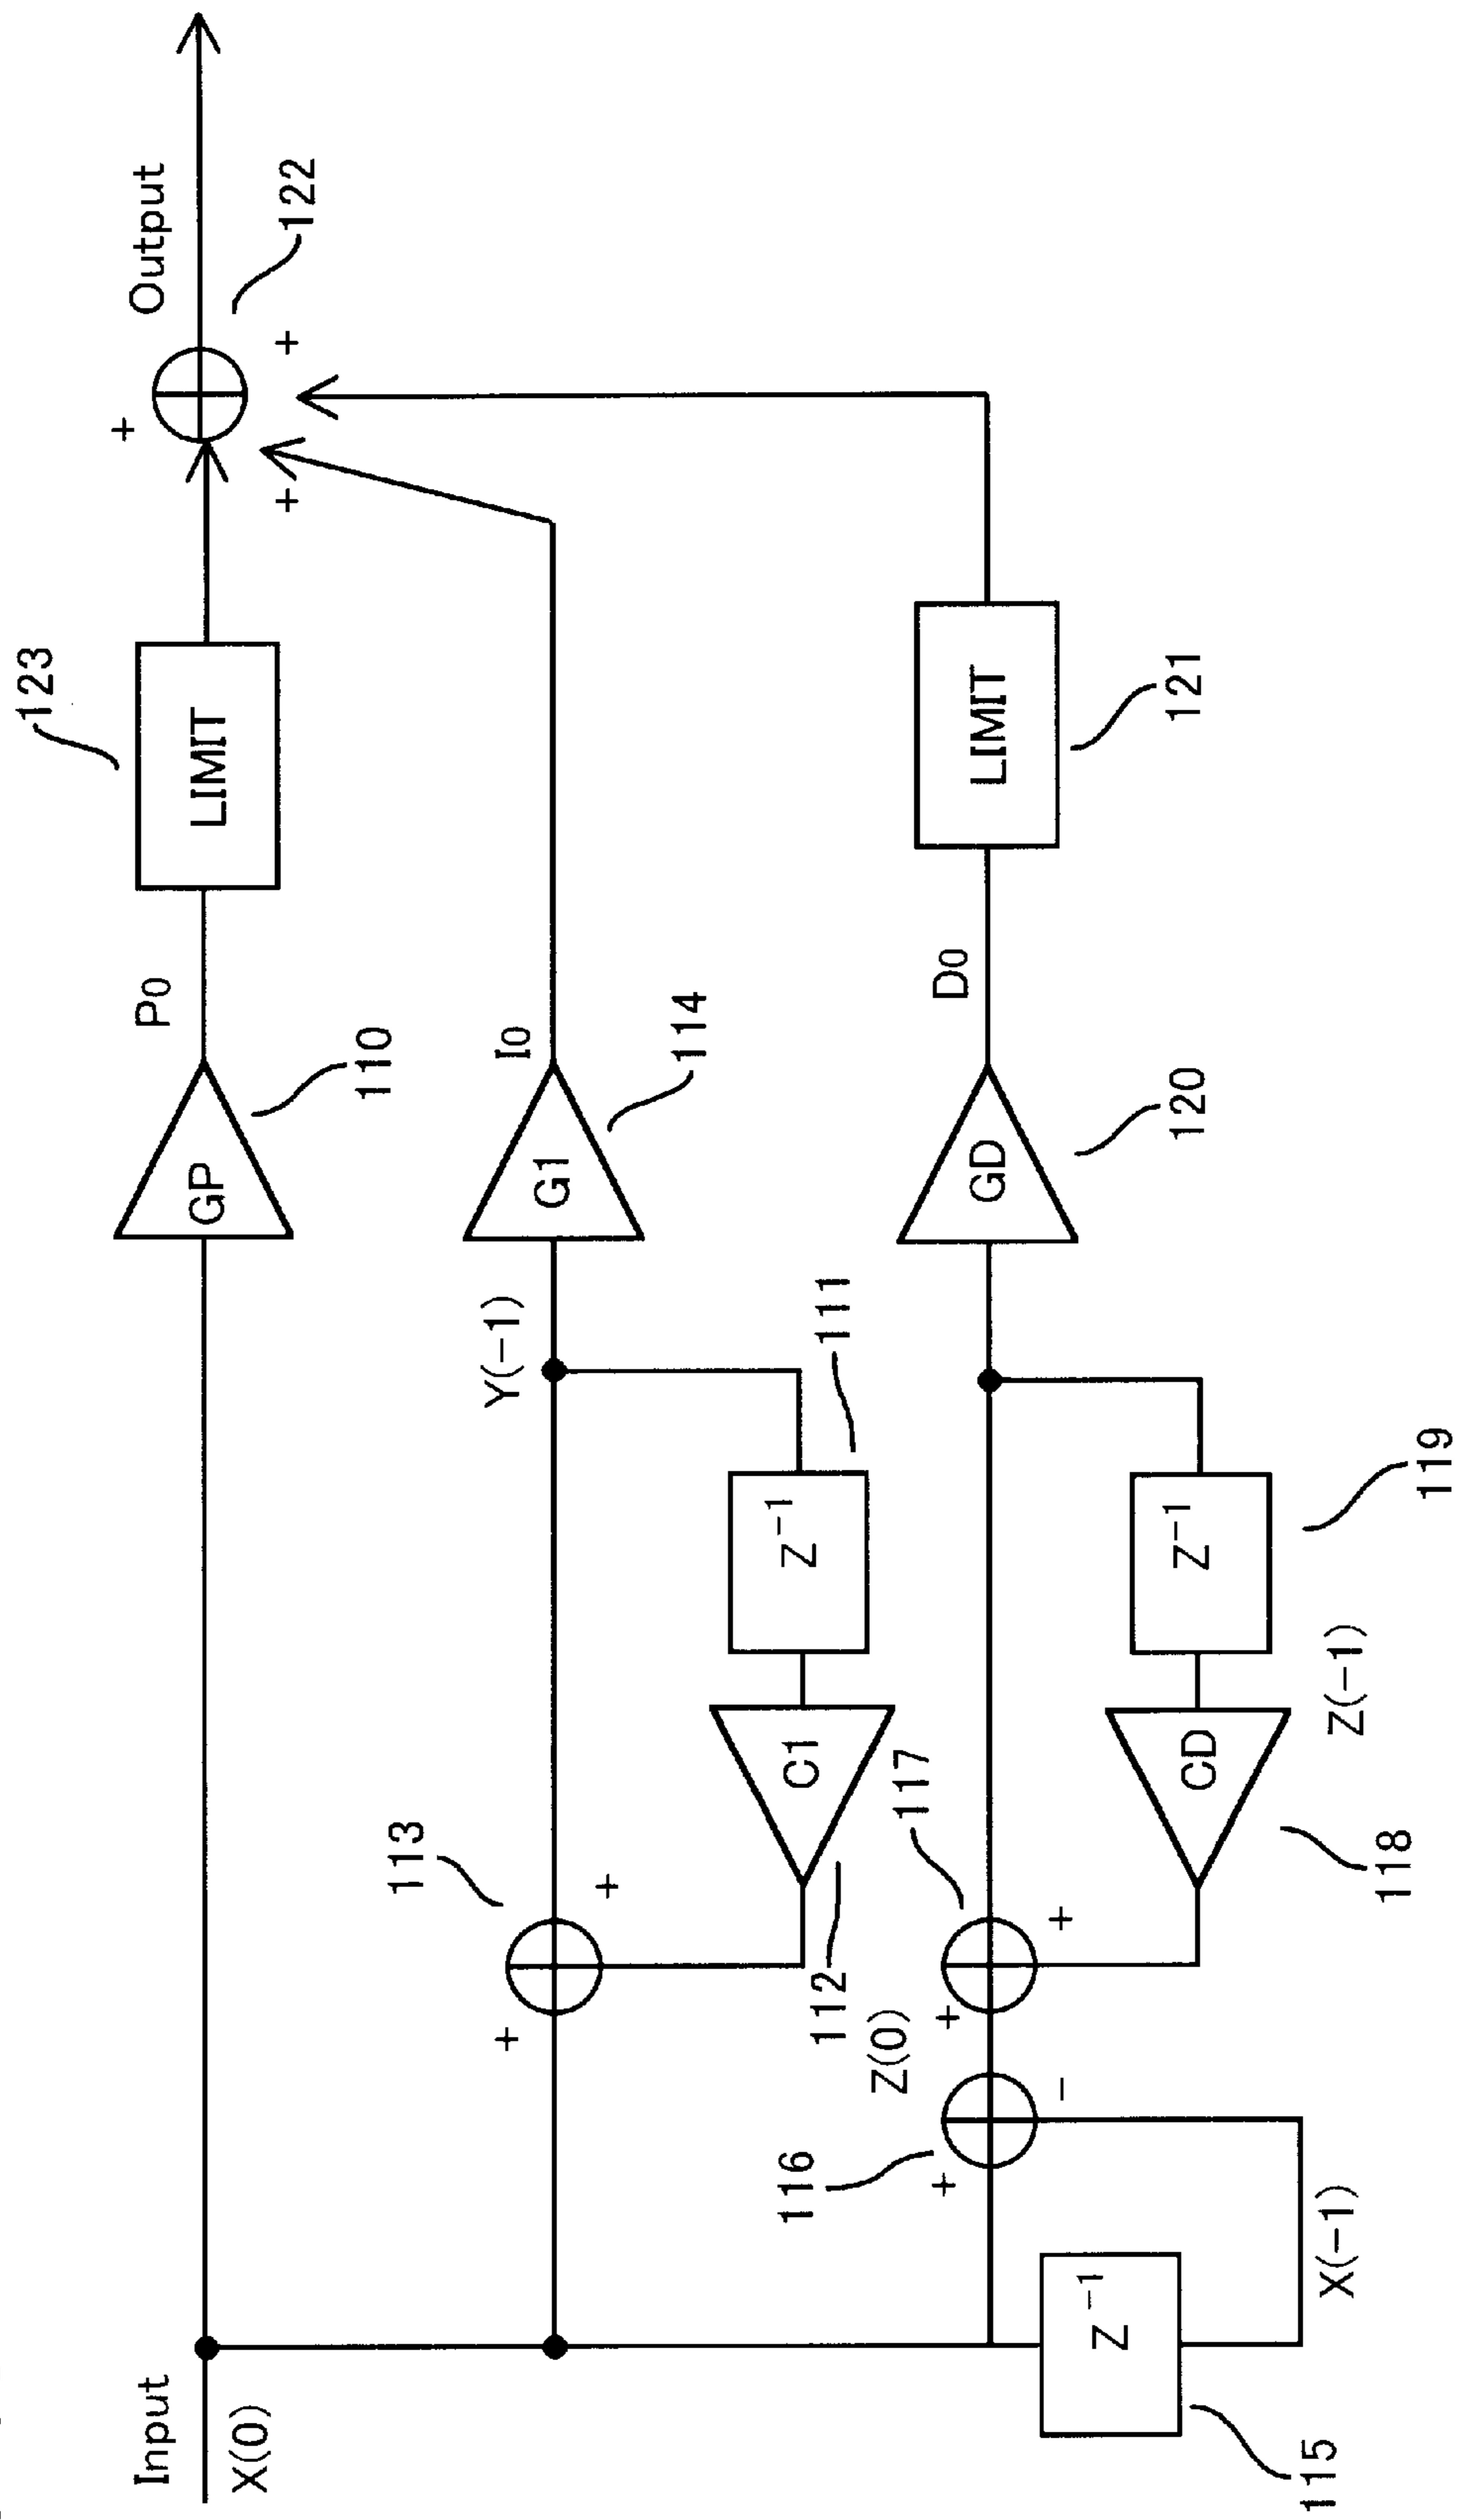 Input
X(0)
GP
110
P0
LIMIT
123
+
+
+
Output
122
113
+
+
Y(-1)
G1
I0
114
Z⁻¹
111
C1
112
115
Z⁻¹
X(-1)
116
+
-
Z(0)
117
+
+
GD
D0
120
LIMIT
121
Z⁻¹
119
Z(-1)
CD
118